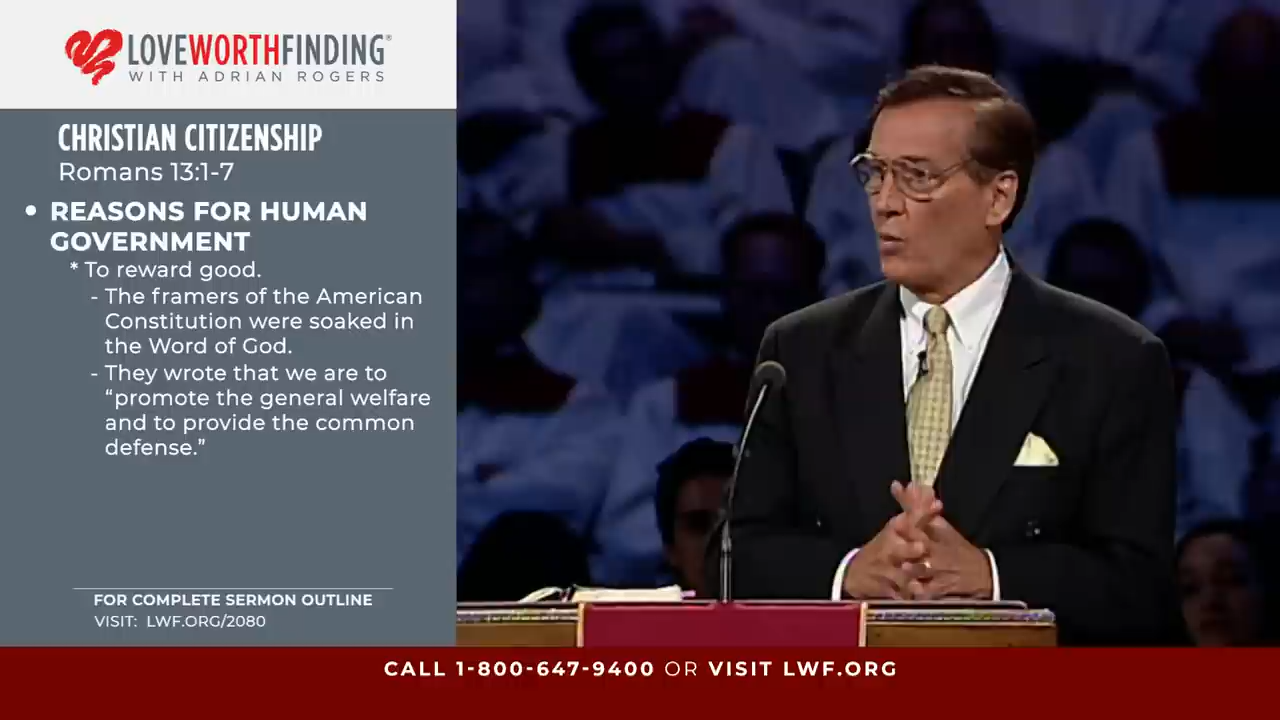 LOVEWORTHFINDING®
WITH ADRIAN ROGERS
CHRISTIAN CITIZENSHIP
Romans 13:1-7
• REASONS FOR HUMAN
GOVERNMENT
* To reward good.
- The framers of the American
Constitution were soaked in
the Word of God.
- They wrote that we are to
“promote the general welfare
and to provide the common
defense.”
FOR COMPLETE SERMON OUTLINE
VISIT: LWF.ORG/2080
CALL 1-800-647-9400 OR VISIT LWF.ORG